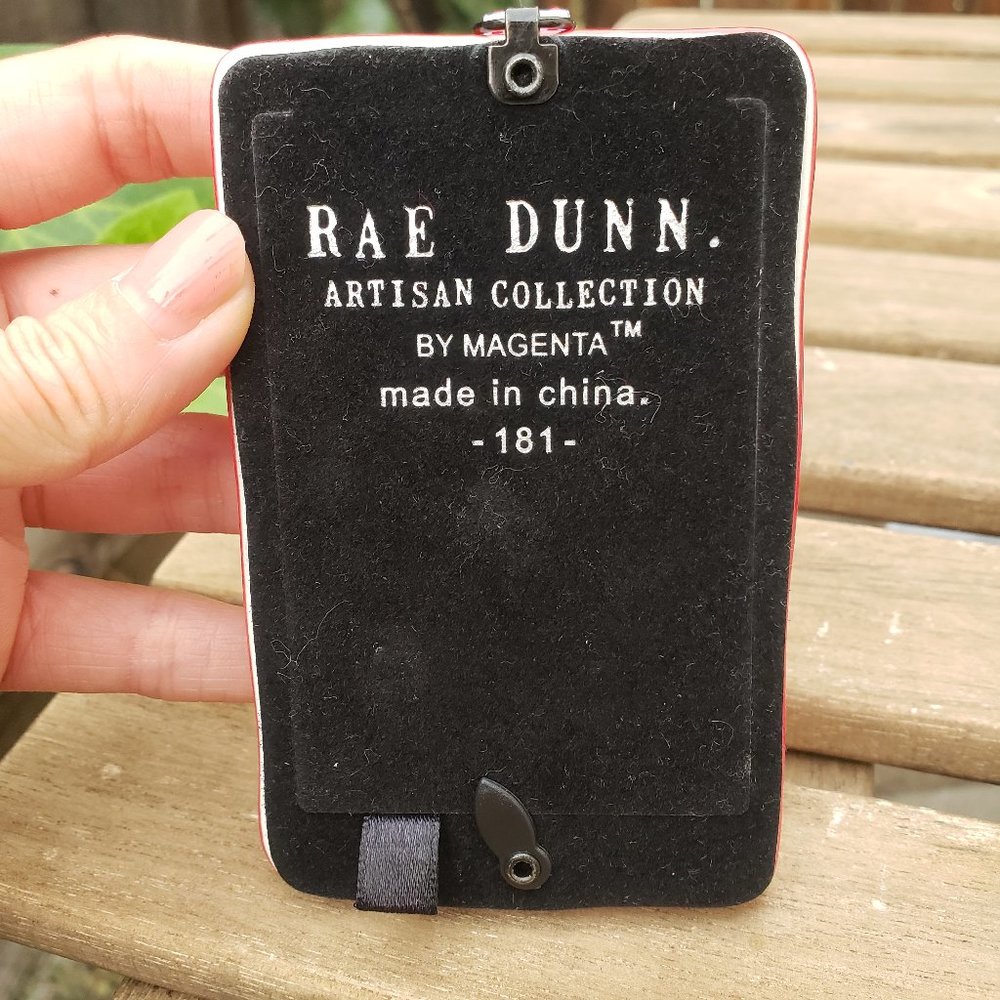 RAE DUNN.
ARTISAN COLLECTION
BY MAGENTA™
made in china.
-181-